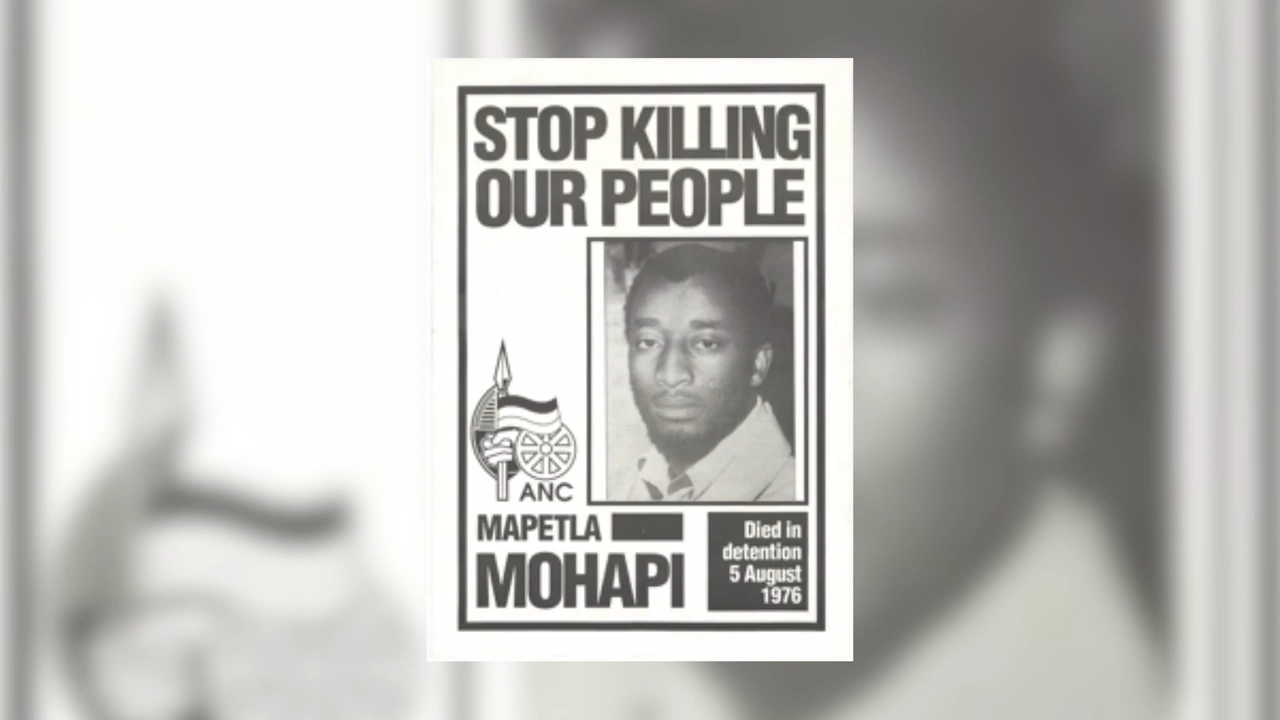 STOP KILLING
OUR PEOPLE
ANC
MAPETLA
MOHAPI
Died in
detention
5 August
1976